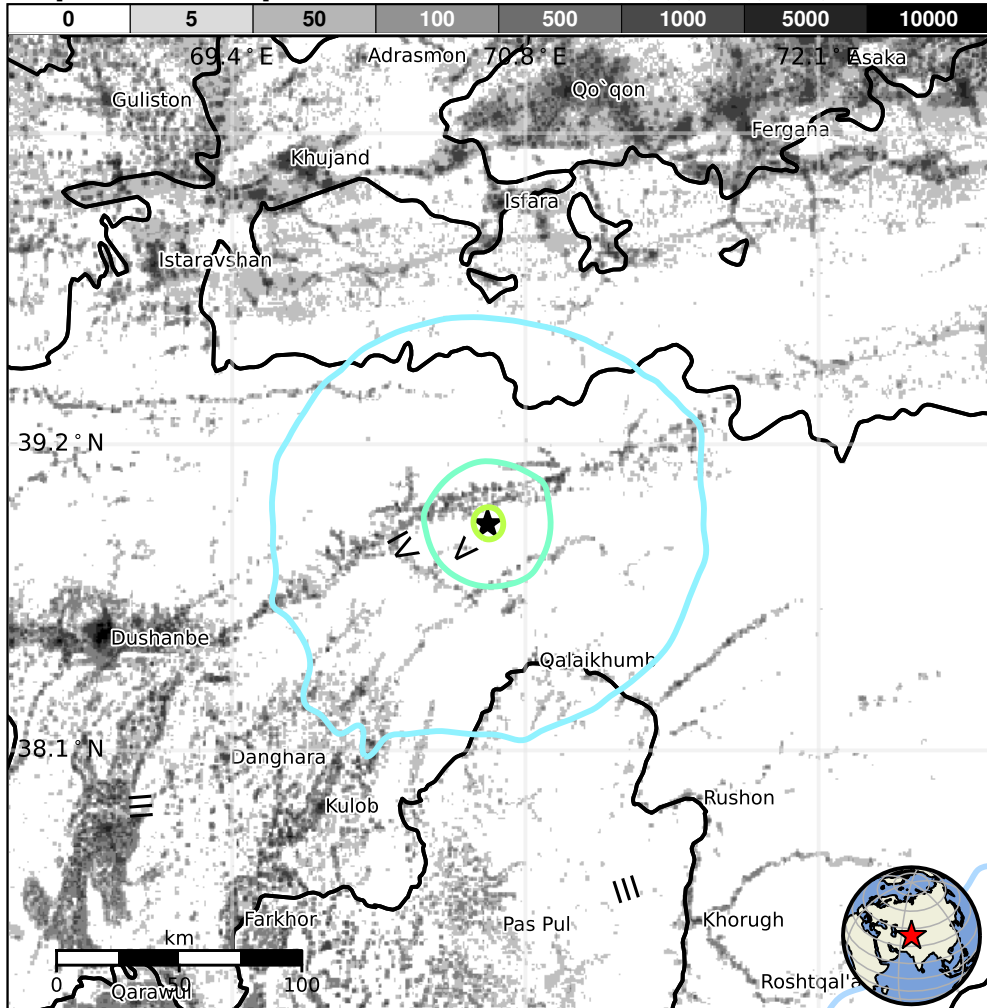 0 5 50 100 500 1000 5000 10000
69.4°E Adrasmon 70.8°E 72.1°E Asaka
Guliston Qo`qon
Fergana
Khujand
Isfara
Istaravshan
39.2°N
V
V
Dushanbe
Qalaikhumb
38.1°N
Danghara
Kulob Rushon
III
III
Farkhor Pas Pul Khorugh
km
0 50 100
Qarawul Roshtqal'a